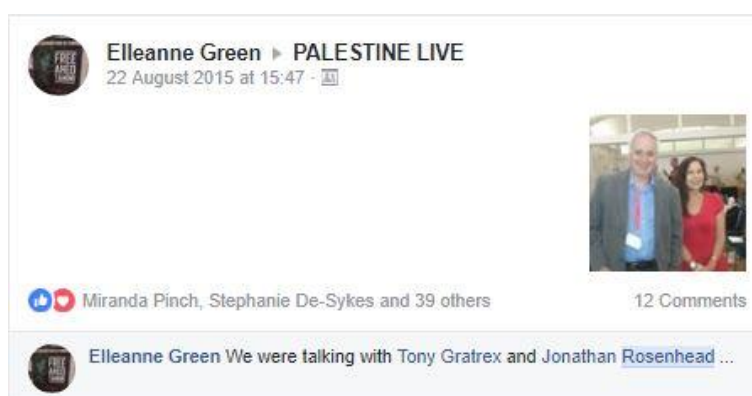 Elleanne Green ▸ PALESTINE LIVE
22 August 2015 at 15:47 ·
Miranda Pinch, Stephanie De-Sykes and 39 others
12 Comments
Elleanne Green We were talking with Tony Gratrex and Jonathan Rosenhead ...